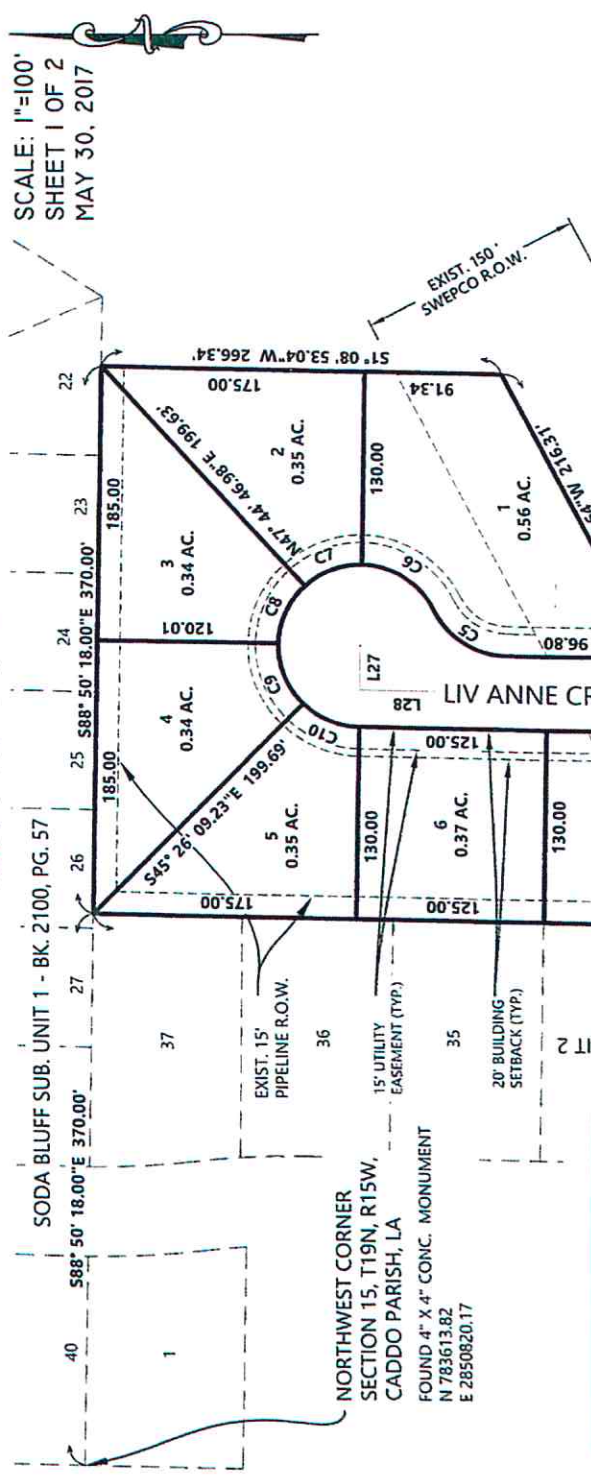 SCALE: 1"=100'
SHEET 1 OF 2
MAY 30, 2017
SODA BLUFF SUB. UNIT 1 - BK. 2100, PG. 57
40
S88° 50' 18.00"E 370.00'
27
26
25
24
23
22
S88° 50' 18.00"E 370.00'
185.00
185.00
1
37
36
35
EXIST. 15'
PIPELINE R.O.W.
15' UTILITY
EASEMENT (TYP.)
20' BUILDING
SETBACK (TYP.)
NORTHWEST CORNER
SECTION 15, T19N, R15W,
CADDO PARISH, LA
FOUND 4" X 4" CONC. MONUMENT
N 783613.82
E 2850820.17
4
0.34 AC.
120.01
3
0.34 AC.
N47° 44' 46.98"E 199.63'
2
0.35 AC.
175.00
S1° 08' 53.04"W 266.34'
91.34
130.00
1
0.56 AC.
54"W 216.31'
EXIST. 150'
SWEPCO R.O.W.
S45° 26' 09.23"E 199.69'
5
0.35 AC.
175.00
130.00
6
0.37 AC.
125.00
125.00
130.00
C10
C9
C8
C7
C6
C5
96.80
L27
L28
LIV ANNE CR
IT 2